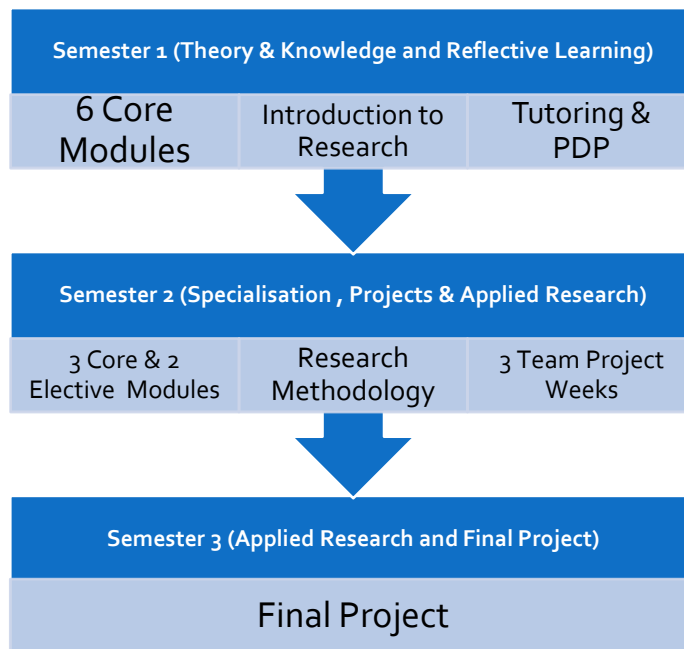 Semester 1 (Theory & Knowledge and Reflective Learning)
6 Core
Modules
Introduction to
Research
Tutoring &
PDP
Semester 2 (Specialisation , Projects & Applied Research)
3 Core & 2
Elective Modules
Research
Methodology
3 Team Project
Weeks
Semester 3 (Applied Research and Final Project)
Final Project